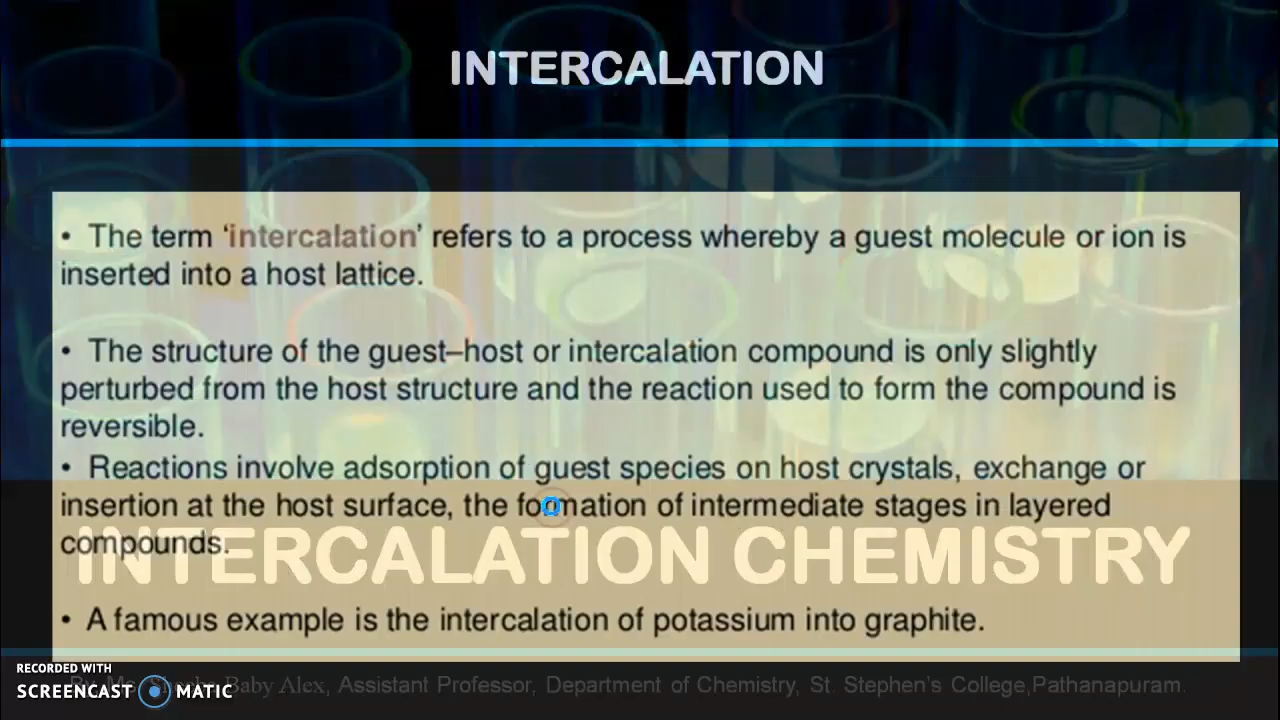 INTERCALATION
• The term ‘intercalation’ refers to a process whereby a guest molecule or ion is
inserted into a host lattice.
• The structure of the guest–host or intercalation compound is only slightly
perturbed from the host structure and the reaction used to form the compound is
reversible.
• Reactions involve adsorption of guest species on host crystals, exchange or
insertion at the host surface, the formation of intermediate stages in layered
compounds.
INTERCALATION CHEMISTRY
• A famous example is the intercalation of potassium into graphite.
RECORDED WITH
SCREENCAST MATIC
By, Ms. Baby Alex, Assistant Professor, Department of Chemistry, St. Stephen’s College,Pathanapuram.